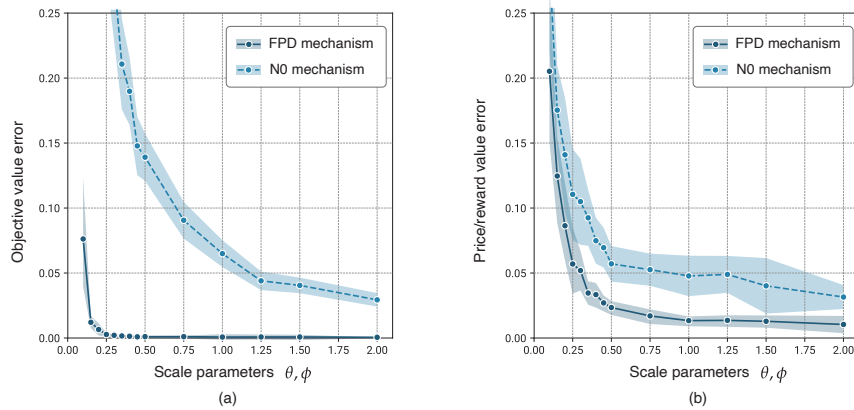 0.25
0.20
0.15
0.10
0.05
0.00
Objective value error
FPD mechanism
N0 mechanism
0.00 0.25 0.50 0.75 1.00 1.25 1.50 1.75 2.00
Scale parameters θ, ϕ
(a)
0.25
0.20
0.15
0.10
0.05
0.00
Price/reward value error
FPD mechanism
N0 mechanism
0.00 0.25 0.50 0.75 1.00 1.25 1.50 1.75 2.00
Scale parameters θ, ϕ
(b)